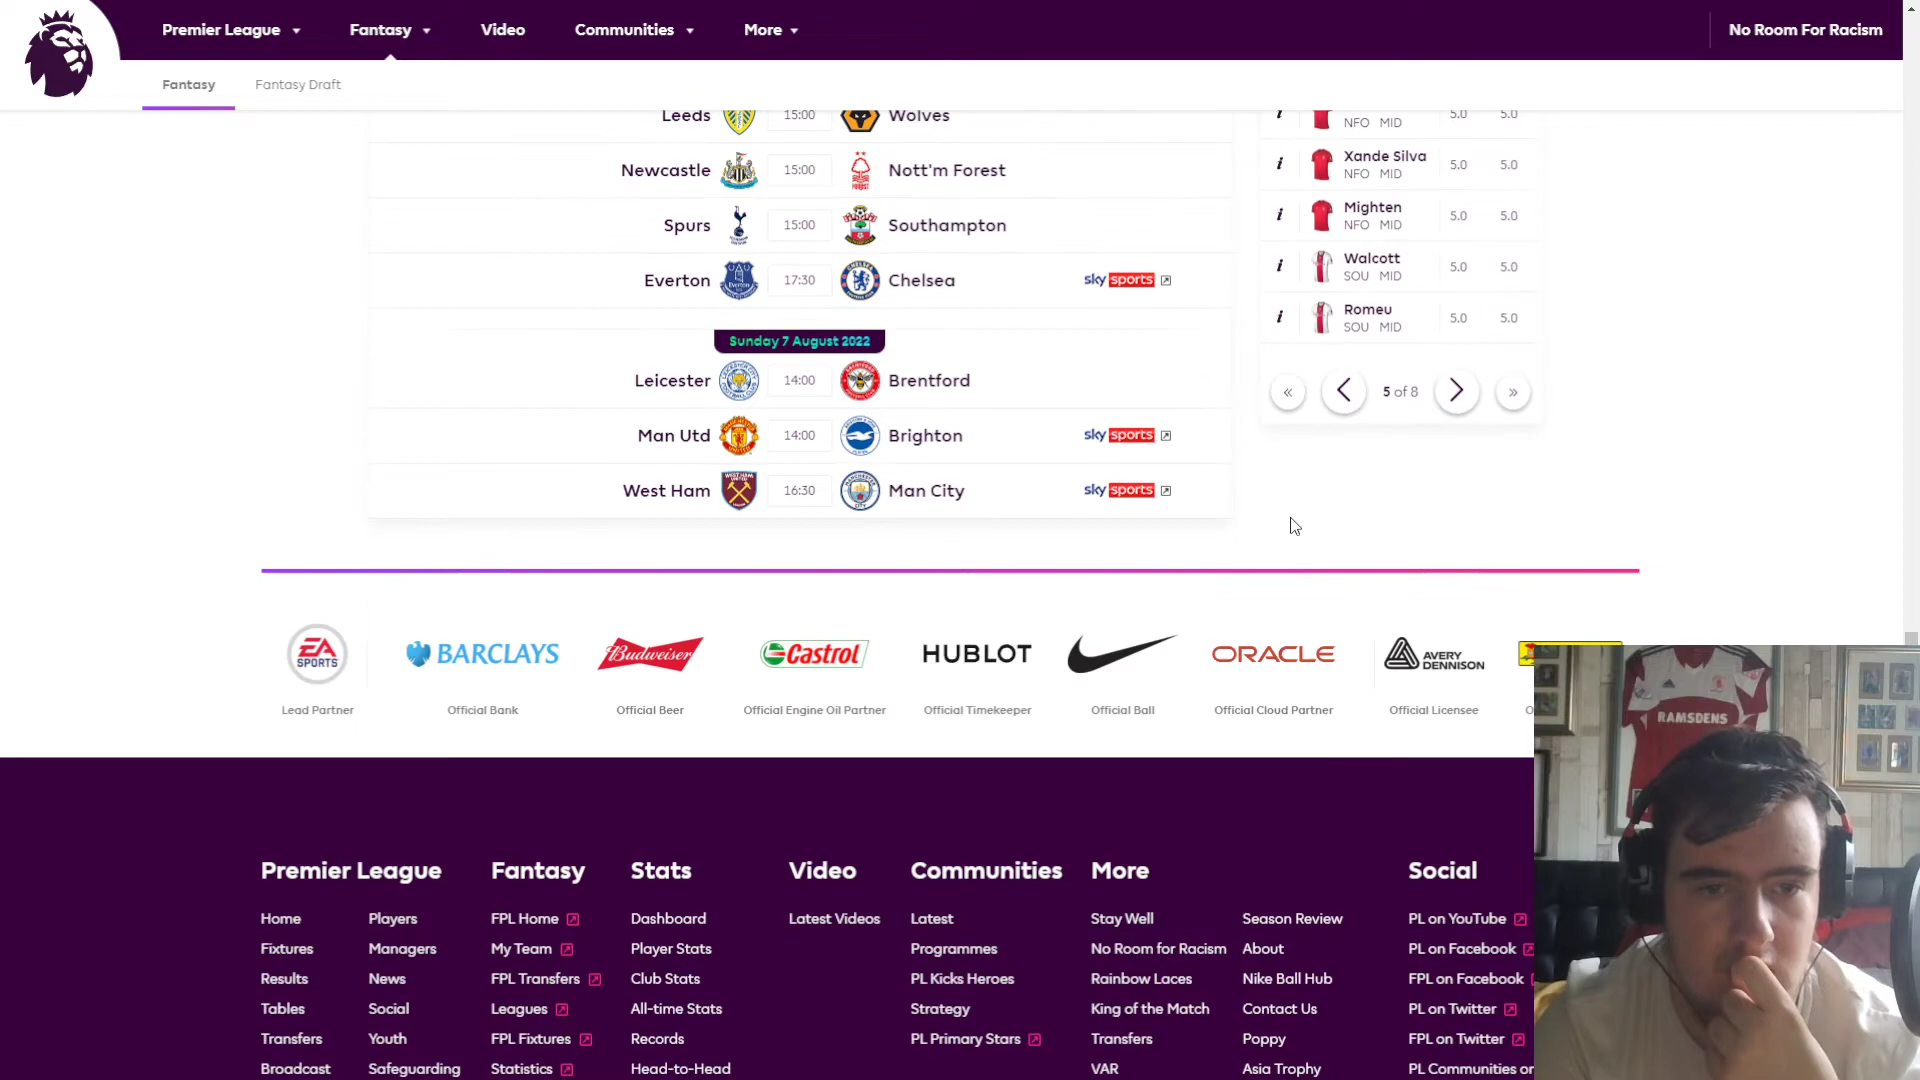 Premier League Fantasy Video Communities More No Room For Racism
Fantasy Fantasy Draft
Leeds 15:00 Wolves
Newcastle 15:00 Nott'm Forest
Spurs 15:00 Southampton
Everton 17:30 Chelsea sky sports
Sunday 7 August 2022
Leicester 14:00 Brentford
Man Utd 14:00 Brighton sky sports
West Ham 16:30 Man City sky sports
NFO MID 5.0 5.0
i Xande Silva 5.0 5.0
NFO MID
i Mighten 5.0 5.0
NFO MID
i Walcott 5.0 5.0
SOU MID
i Romeu 5.0 5.0
SOU MID
« 5 of 8 »
EA SPORTS BARCLAYS Budweiser Castrol HUBLOT ORACLE AVERY DENNISON
Lead Partner Official Bank Official Beer Official Engine Oil Partner Official Timekeeper Official Ball Official Cloud Partner Official Licensee
RAMSDENS
Premier League Fantasy Stats Video Communities More Social
Home Players FPL Home Dashboard Latest Videos Latest Stay Well Season Review PL on YouTube
Fixtures Managers My Team Player Stats Programmes No Room for Racism About PL on Facebook
Results News FPL Transfers Club Stats PL Kicks Heroes Rainbow Laces Nike Ball Hub FPL on Facebook
Tables Social Leagues All-time Stats Strategy King of the Match Contact Us PL on Twitter
Transfers Youth FPL Fixtures Records PL Primary Stars Transfers Poppy FPL on Twitter
Broadcast Safeguarding Statistics Head-to-Head VAR Asia Trophy PL Communities on